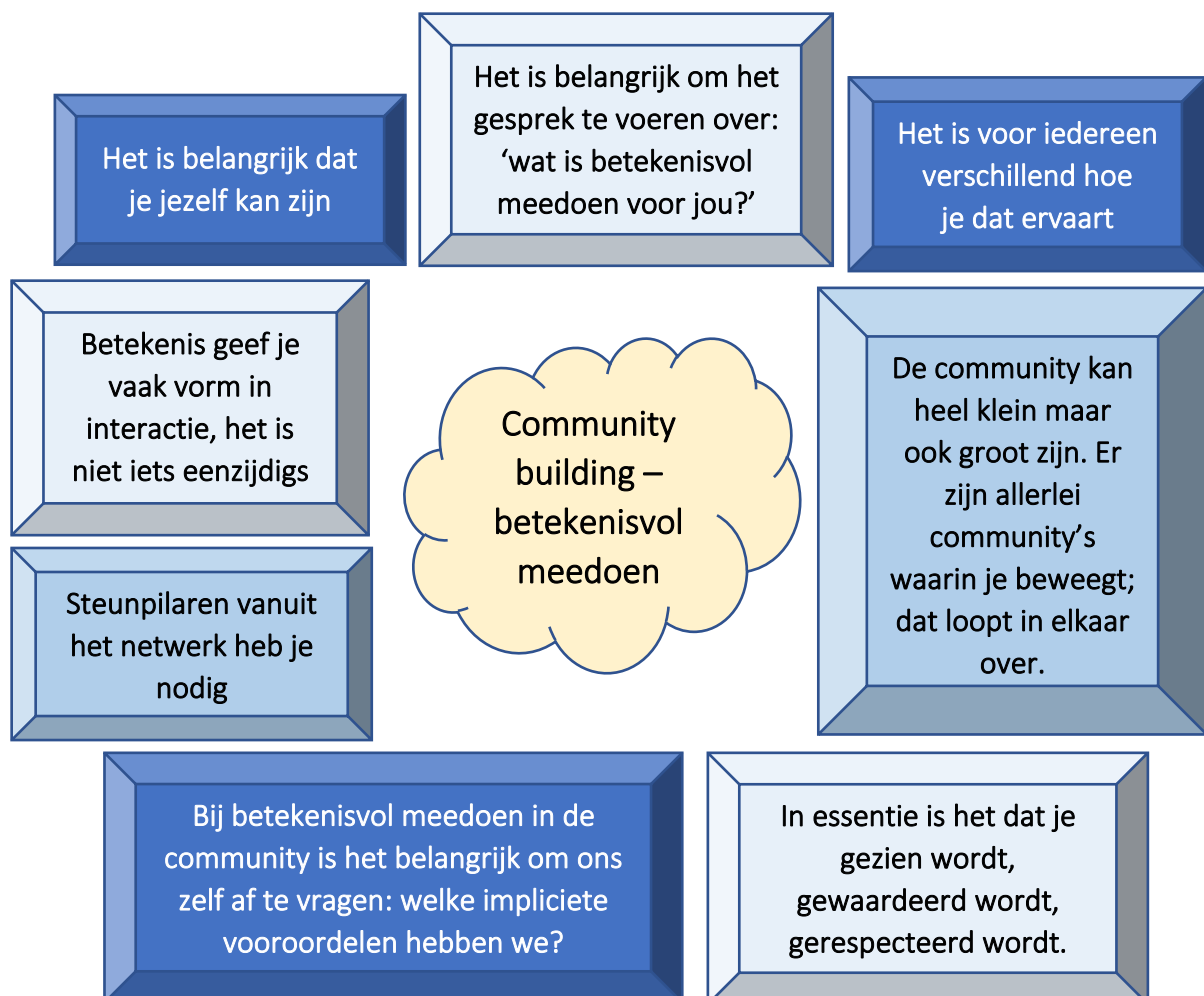 Het is belangrijk dat
je jezelf kan zijn
Het is belangrijk om het
gesprek te voeren over:
‘wat is betekenisvol
meedoen voor jou?’
Het is voor iedereen
verschillend hoe
je dat ervaart
Betekenis geef je
vaak vorm in
interactie, het is
niet iets eenzijdigs
Community
building –
betekenisvol
meedoen
De community kan
heel klein maar
ook groot zijn. Er
zijn allerlei
community's
waarin je beweegt;
dat loopt in elkaar
over.
Steunpilaren vanuit
het netwerk heb je
nodig
Bij betekenisvol meedoen in de
community is het belangrijk om ons
zelf af te vragen: welke impliciete
vooroordelen hebben we?
In essentie is het dat je
gezien wordt,
gewaardeerd wordt,
gerespecteerd wordt.